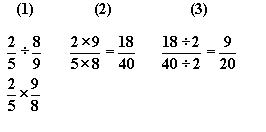 (1) (2) (3)
2/5 ÷ 8/9 2×9/5×8 = 18/40 18÷2/40÷2 = 9/20
2/5 × 9/8